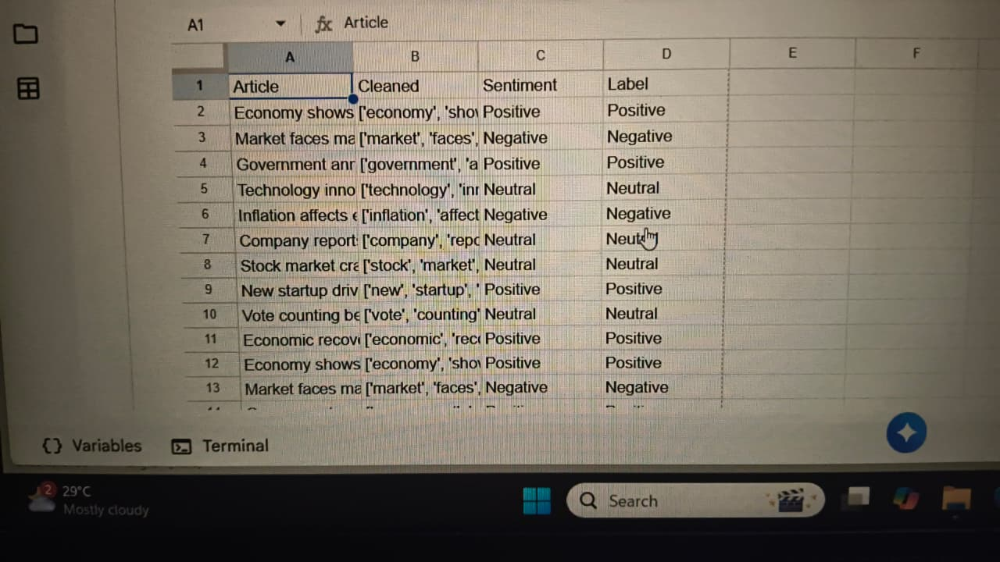 A1 fx Article
A B C D E F
1 Article Cleaned Sentiment Label
2 Economy shows ['economy', 'sho Positive Positive
3 Market faces ma ['market', 'faces', Negative Negative
4 Government anr ['government', 'a Positive Positive
5 Technology inno ['technology', 'inr Neutral Neutral
6 Inflation affects e ['inflation', 'affect Negative Negative
7 Company report ['company', 'repo Neutral
8 Stock market cra ['stock', 'market', Neutral Neutral
9 New startup driv ['new', 'startup', ' Positive Positive
10 Vote counting be ['vote', 'counting' Neutral Neutral
11 Economic recov ['economic', 'rec Positive Positive
12 Economy shows ['economy', 'sho Positive Positive
13 Market faces ma ['market', 'faces', Negative Negative
{} Variables Terminal
2 29°C
Mostly cloudy
Search